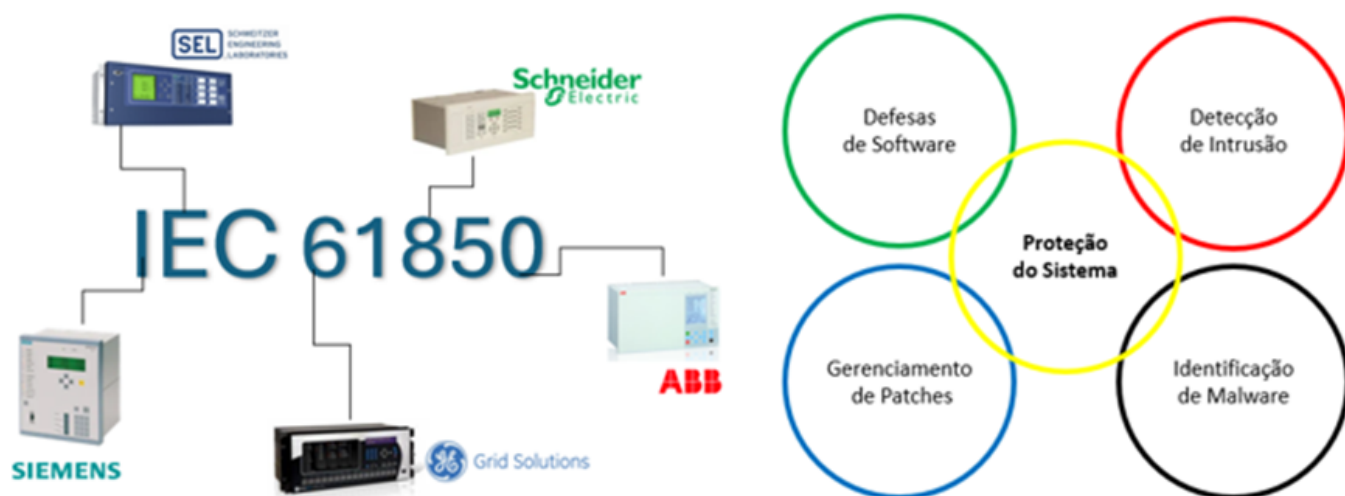 SEL
SCHWEITZER
ENGINEERING
LABORATORIES
Schneider
Electric
IEC 61850
ABB
SIEMENS
GE
Grid Solutions
Defesas
de Software
Detecção
de Intrusão
Proteção
do Sistema
Gerenciamento
de Patches
Identificação
de Malware